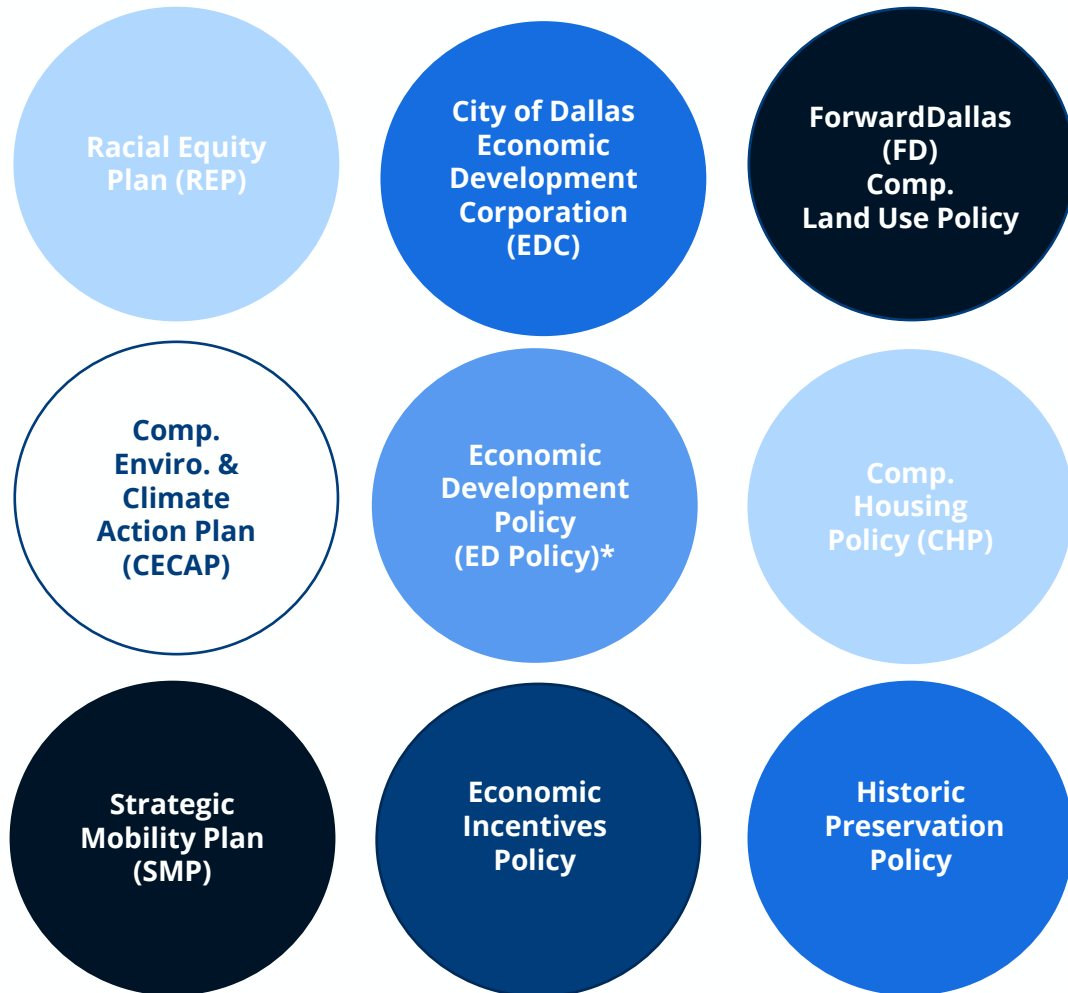 Racial Equity
Plan (REP)
City of Dallas
Economic
Development
Corporation
(EDC)
ForwardDallas
(FD)
Comp.
Land Use Policy
Comp.
Enviro. &
Climate
Action Plan
(CECAP)
Economic
Development
Policy
(ED Policy)*
Comp.
Housing
Policy (CHP)
Strategic
Mobility Plan
(SMP)
Economic
Incentives
Policy
Historic
Preservation
Policy